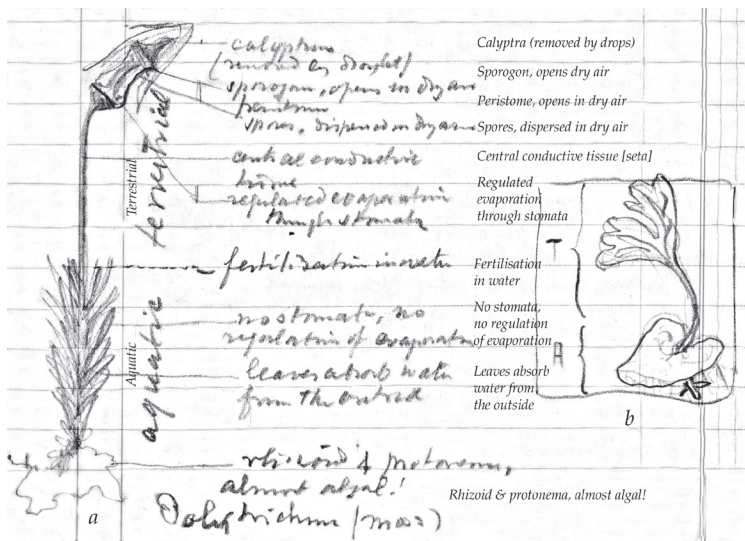 calyptra
Calyptra (removed by drops)
(removed by droplet)
Sporogon, opens dry air
sporogon, opens in dry air
Peristome, opens in dry air
peristom
spores, dispersed in dry air
Spores, dispersed in dry air
central conductive
Central conductive tissue [seta]
tissue
Regulated
evaporation
through stomata
regulated evaporation
through stomata
Terrestrial
terrestrial
T
fertilisation in water
Fertilisation
in water
no stomata, no
regulation of evaporation
No stomata,
no regulation
of evaporation
A
Aquatic
aquatic
leaves absorb water
from the outside
Leaves absorb
water from
the outside
b
rhizoid & protonema,
almost algal!
Rhizoid & protonema, almost algal!
a
Polytrichum (moss)